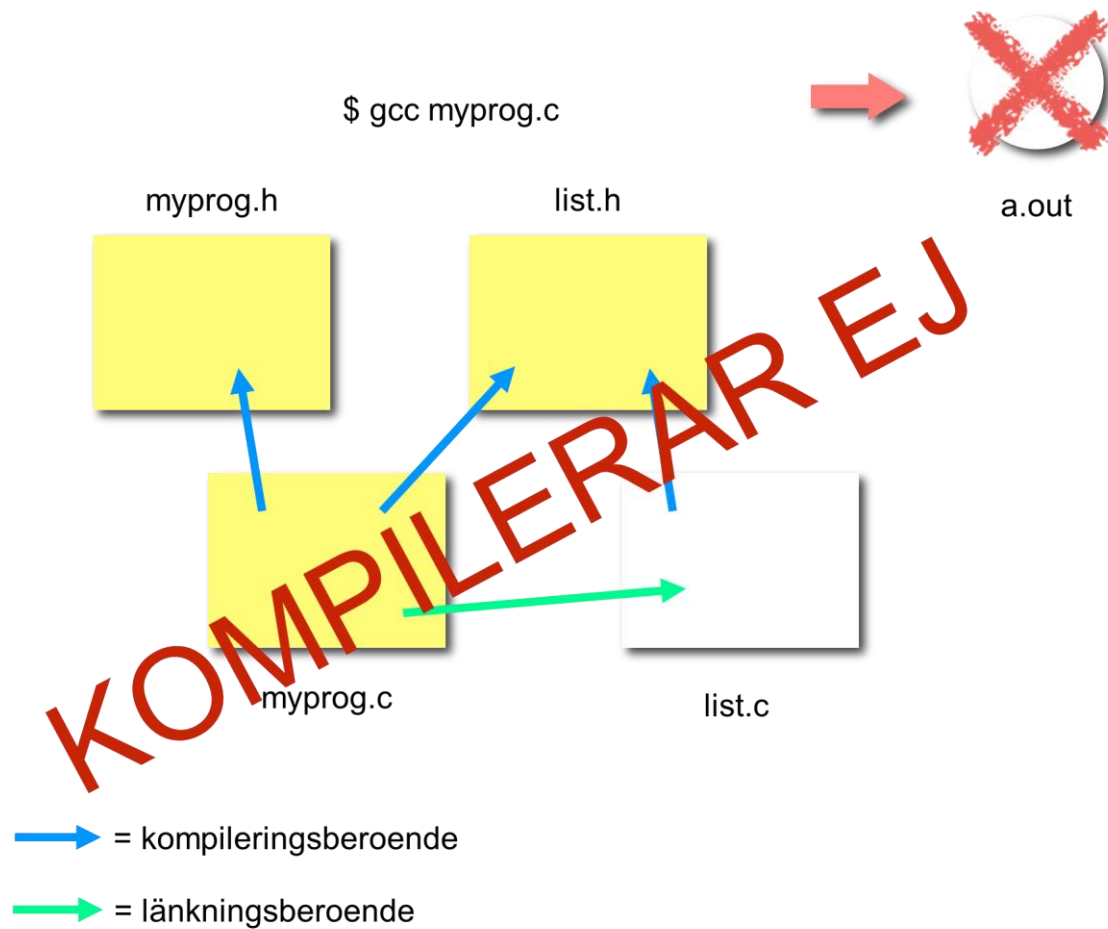 $ gcc myprog.c
myprog.h
list.h
a.out
KOMPILERAR EJ
myprog.c
list.c
= kompileringsberoende
= länkningsberoende